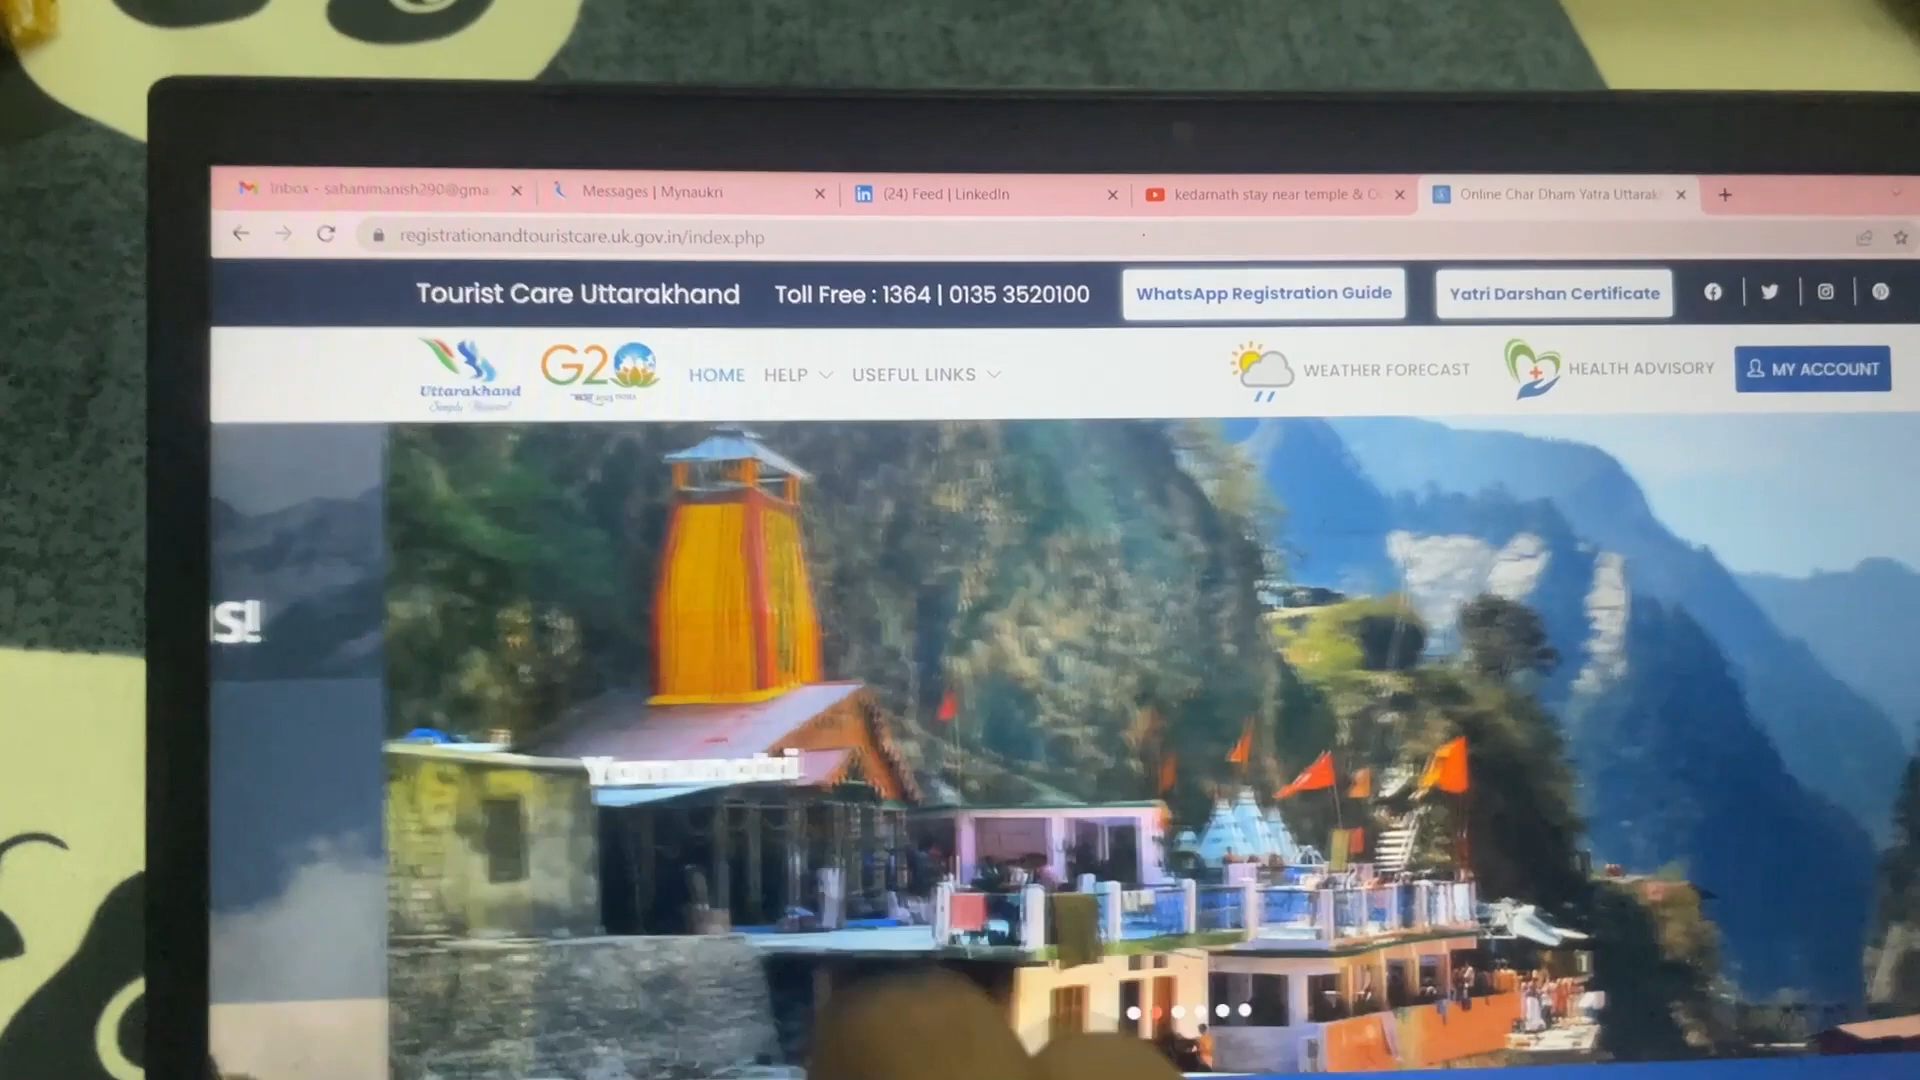 Inbox - sahanimanish290@gma
Messages | Mynaukri
(24) Feed | LinkedIn
kedarnath stay near temple & C
Online Char Dham Yatra Uttarak
registrationandtouristcare.uk.gov.in/index.php
Tourist Care Uttarakhand
Toll Free : 1364 | 0135 3520100
WhatsApp Registration Guide
Yatri Darshan Certificate
Uttarakhand
G20
HOME
HELP
USEFUL LINKS
WEATHER FORECAST
HEALTH ADVISORY
MY ACCOUNT
s!